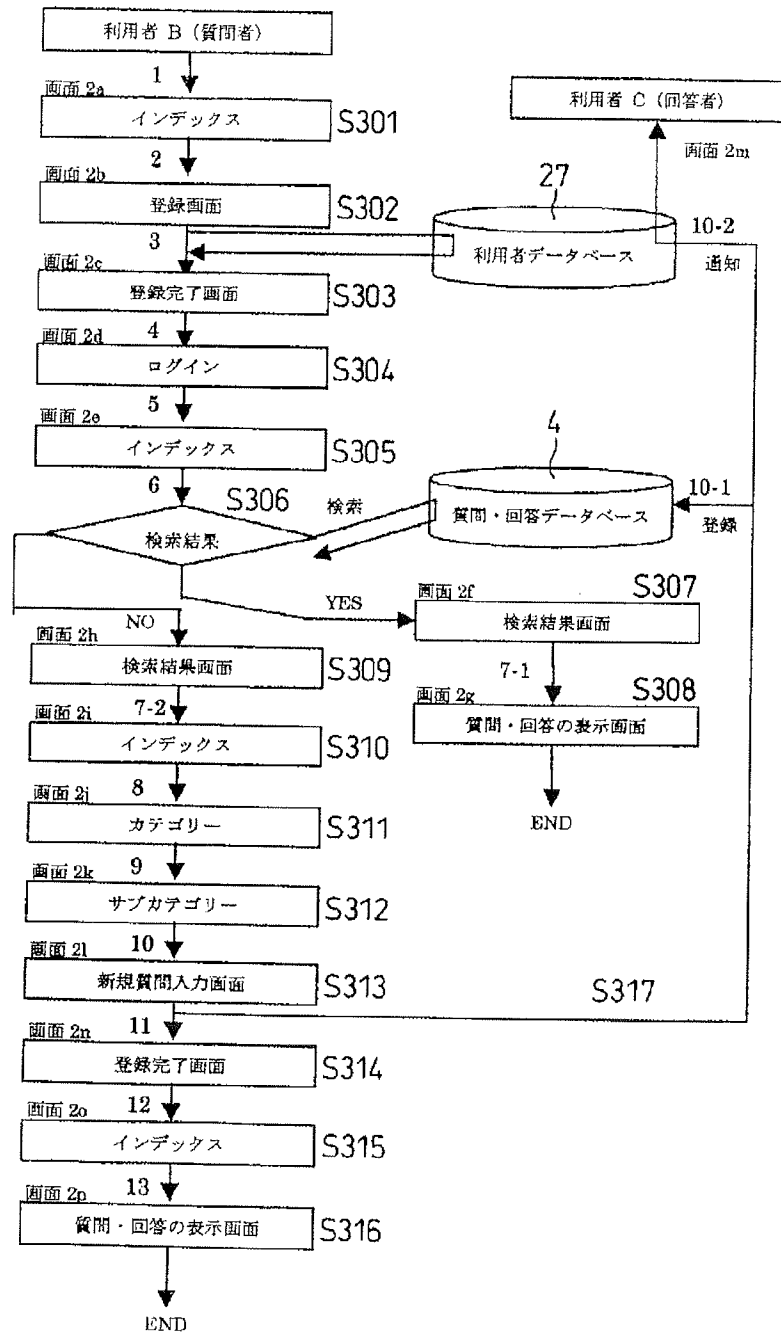 利用者 B (質問者)
1
画面 2a
インデックス
S301
利用者 C (回答者)
画面 2m
2
画面 2b
登録画面
S302
27
利用者データベース
10-2
通知
3
画面 2c
登録完了画面
S303
4
画面 2d
ログイン
S304
5
画面 2e
インデックス
S305
6
S306
検索
検索結果
4
質問・回答データベース
10-1
登録
NO
YES
画面 2f
S307
検索結果画面
画面 2h
検索結果画面
S309
7-1
画面 2g
S308
質問・回答の表示画面
END
7-2
画面 2i
インデックス
S310
8
画面 2j
カテゴリー
S311
9
画面 2k
サブカテゴリー
S312
10
画面 2l
新規質問入力画面
S313
S317
11
画面 2n
登録完了画面
S314
12
画面 2o
インデックス
S315
13
画面 2p
質問・回答の表示画面
S316
END